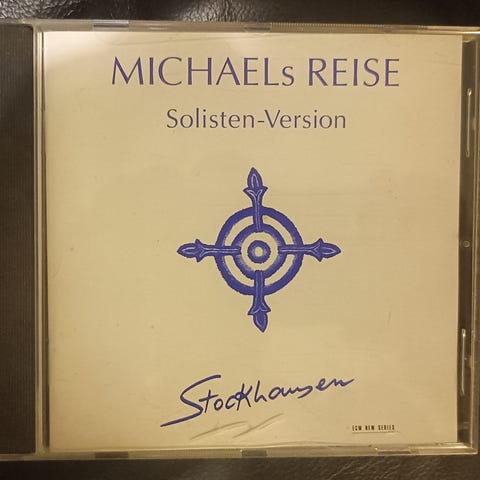 MICHAELs REISE
Solisten-Version
Stockhausen
ECM NEW SERIES